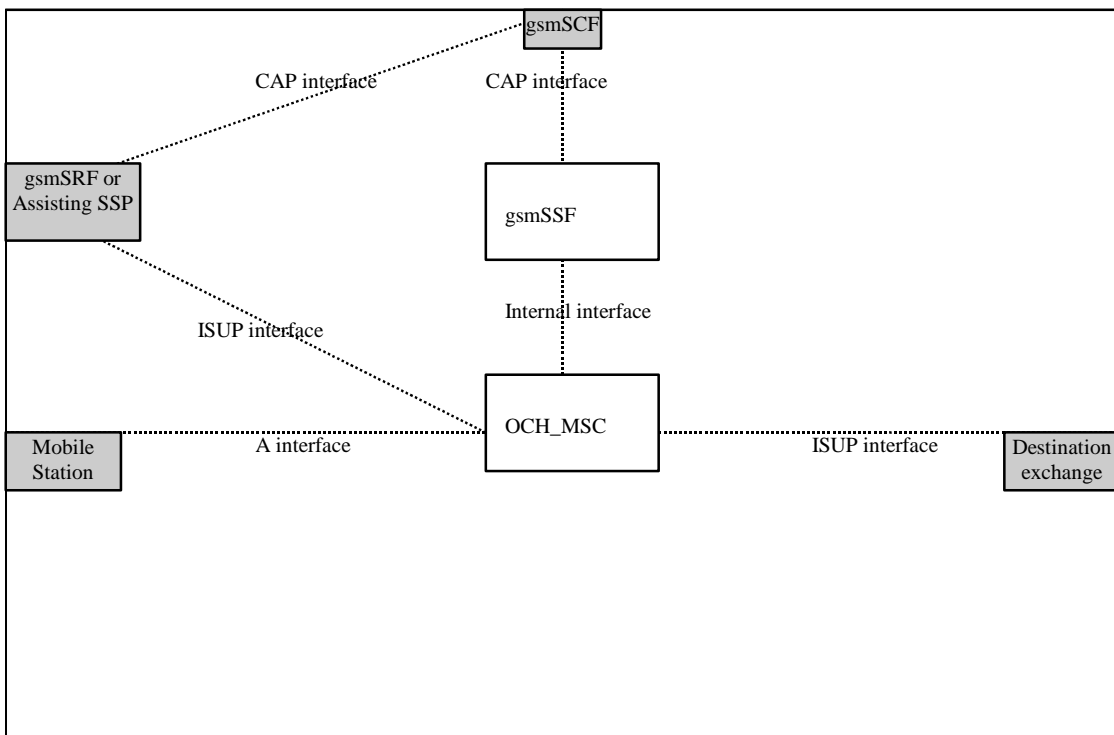 gsmSCF
CAP interface
CAP interface
gsmSRF or
Assisting SSP
gsmSSF
ISUP interface
Internal interface
OCH_MSC
Mobile
Station
A interface
ISUP interface
Destination
exchange